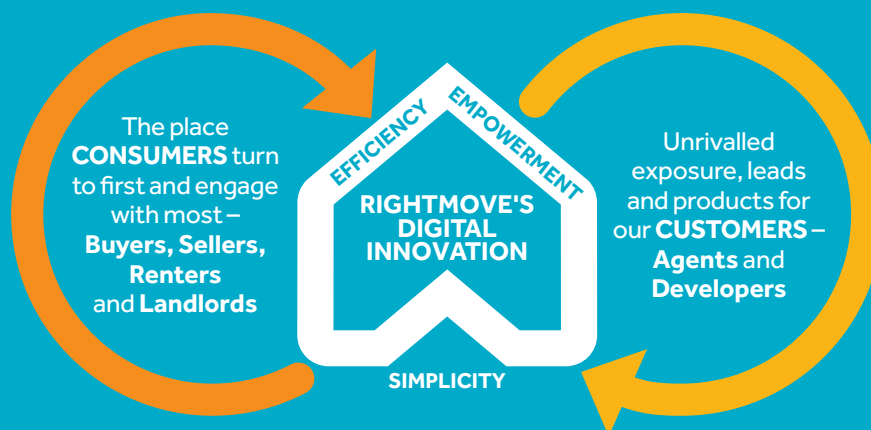 The place
CONSUMERS turn
to first and engage
with most –
Buyers, Sellers,
Renters
and Landlords
EFFICIENCY
EMPOWERMENT
RIGHTMOVE'S
DIGITAL
INNOVATION
SIMPLICITY
Unrivalled
exposure, leads
and products for
our CUSTOMERS –
Agents and
Developers